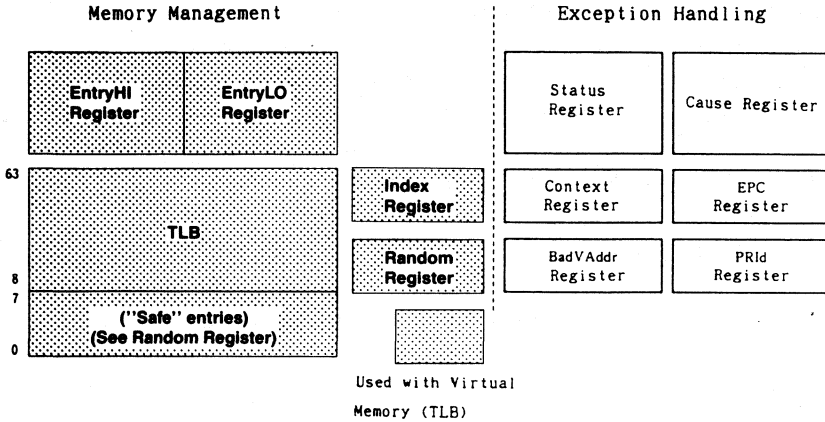 Memory Management
Exception Handling
EntryHI
Register
EntryLO
Register
Status
Register
Cause Register
63
TLB
8
7
("Safe" entries)
(See Random Register)
0
Index
Register
Random
Register
Context
Register
EPC
Register
BadVAddr
Register
PRId
Register
Used with Virtual
Memory (TLB)